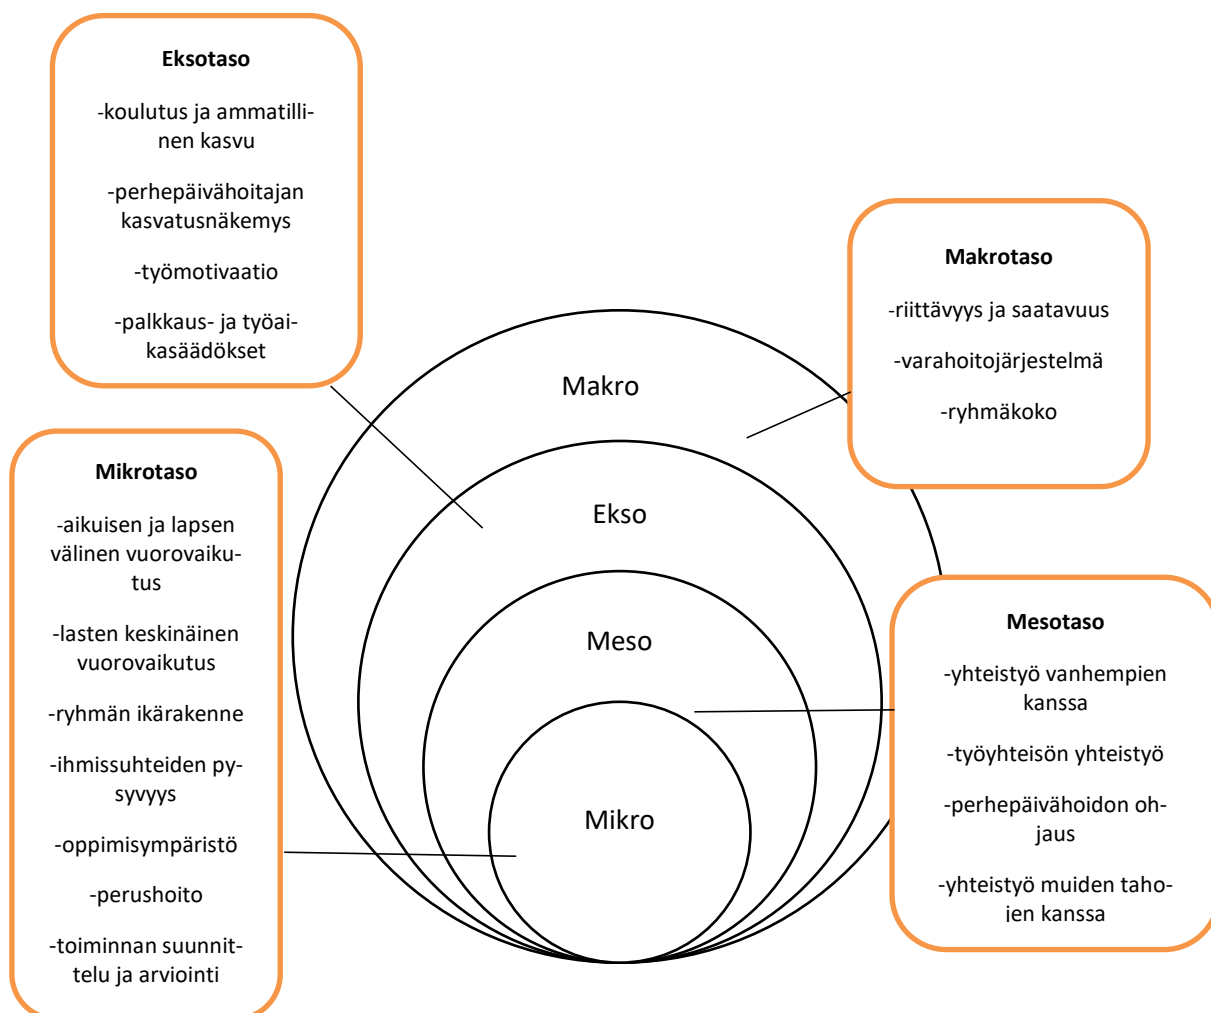 Eksotaso
-koulutus ja ammatilli-
nen kasvu
-perhepäivähoitajan
kasvatusnäkemys
-työmotivaatio
-palkkaus- ja työai-
kasäädökset
Makrotaso
-riittävyys ja saatavuus
-varahoitojärjestelmä
-ryhmäkoko
Mikrotaso
-aikuisen ja lapsen
välinen vuorovaiku-
tus
-lasten keskinäinen
vuorovaikutus
-ryhmän ikärakenne
-ihmissuhteiden py-
syvyys
-oppimisympäristö
-perushoito
-toiminnan suunnit-
telu ja arviointi
Makro
Ekso
Meso
Mikro
Mesotaso
-yhteistyö vanhempien
kanssa
-työyhteisön yhteistyö
-perhepäivähoidon oh-
jaus
-yhteistyö muiden taho-
jen kanssa